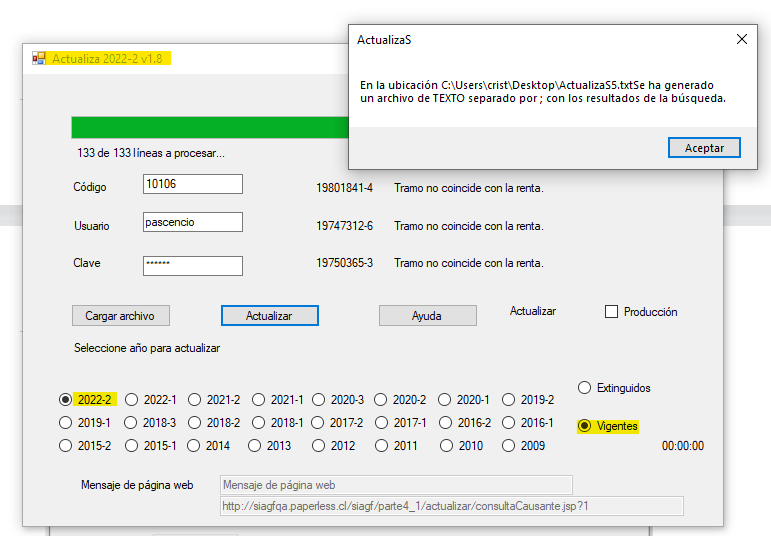 ActualizaS
En la ubicación C:\Users\crist\Desktop\ActualizaS5.txtSe ha generado
un archivo de TEXTO separado por ; con los resultados de la búsqueda.
Aceptar
Actualiza 2022-2 v1.8
133 de 133 líneas a procesar...
Código 10106 19801841-4 Tramo no coincide con la renta.
Usuario pascencio 19747312-6 Tramo no coincide con la renta.
Clave ****** 19750365-3 Tramo no coincide con la renta.
Cargar archivo Actualizar Ayuda Actualizar Producción
Seleccione año para actualizar
2022-2 2022-1 2021-2 2021-1 2020-3 2020-2 2020-1 2019-2 Extinguidos
2019-1 2018-3 2018-2 2018-1 2017-2 2017-1 2016-2 2016-1 Vigentes
2015-2 2015-1 2014 2013 2012 2011 2010 2009 00:00:00
Mensaje de página web Mensaje de página web
http://siagfqa.paperless.cl/siagf/parte4_1/actualizar/consultaCausante.jsp?1